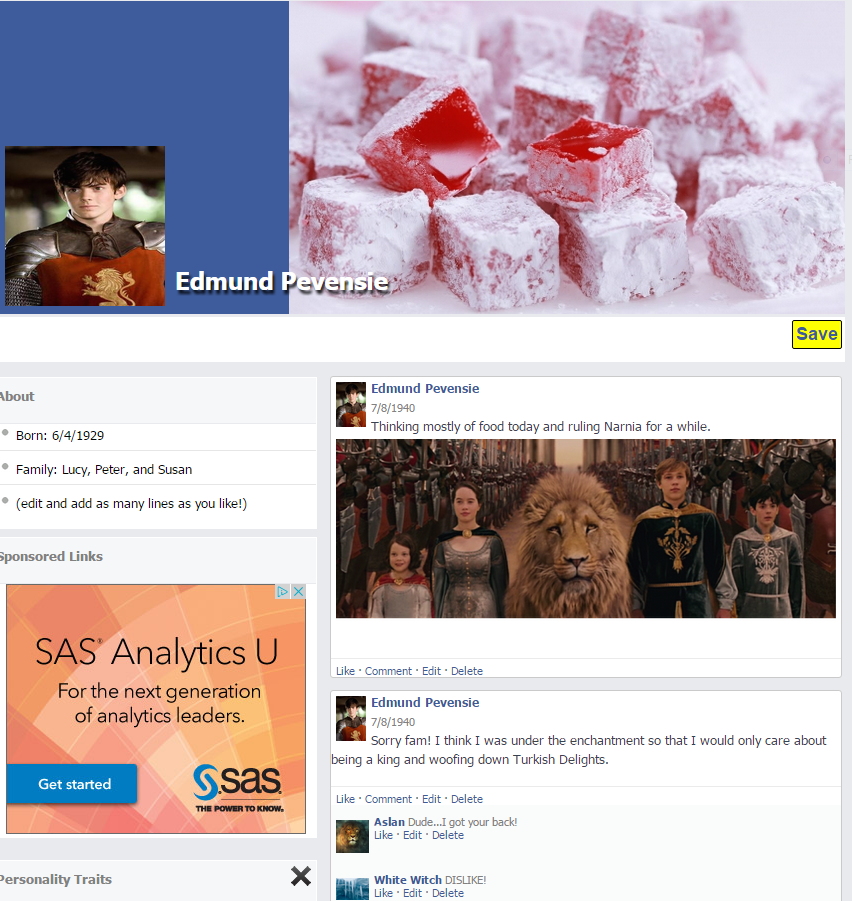 Edmund Pevensie
Save
About
Born: 6/4/1929
Family: Lucy, Peter, and Susan
(edit and add as many lines as you like!)
Sponsored Links
SAS® Analytics U
For the next generation
of analytics leaders.
Get started
sas
THE POWER TO KNOW.
Personality Traits
Edmund Pevensie
7/8/1940
Thinking mostly of food today and ruling Narnia for a while.
Like · Comment · Edit · Delete
Edmund Pevensie
7/8/1940
Sorry fam! I think I was under the enchantment so that I would only care about
being a king and woofing down Turkish Delights.
Like · Comment · Edit · Delete
Aslan Dude...I got your back!
Like · Edit · Delete
White Witch DISLIKE!
Like · Edit · Delete